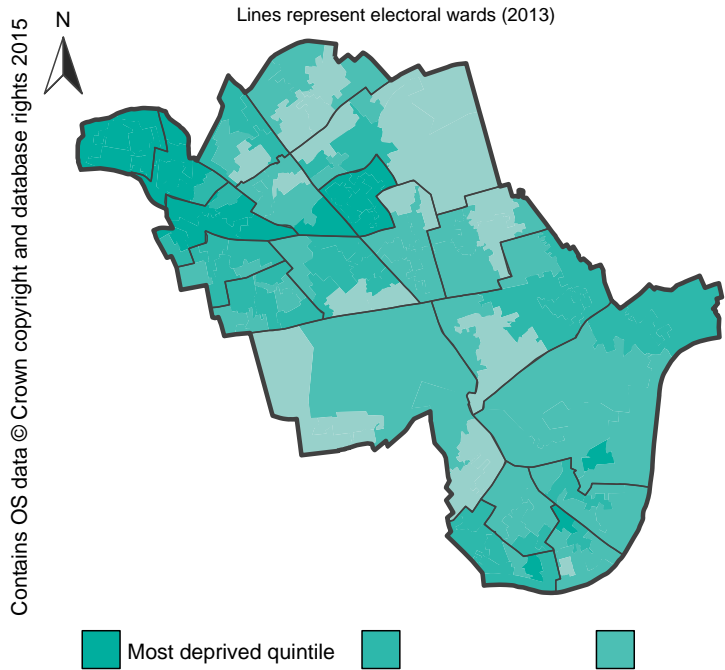 Lines represent electoral wards (2013)
N
Contains OS data © Crown copyright and database rights 2015
Most deprived quintile